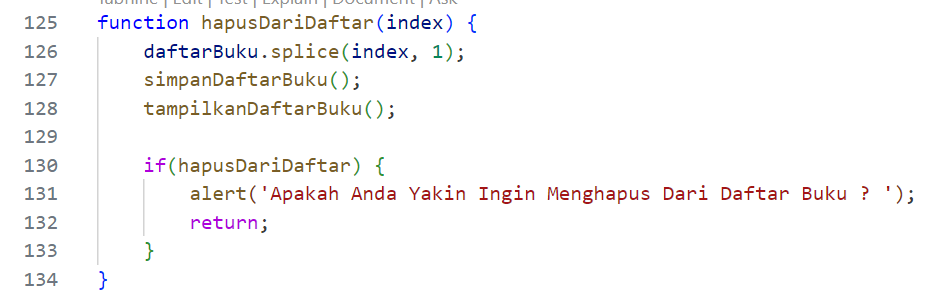 Tabnine | Edit | Test | Explain | Document | Ask
125 function hapusDariDaftar(index) {
126 daftarBuku.splice(index, 1);
127 simpanDaftarBuku();
128 tampilkanDaftarBuku();
129
130 if(hapusDariDaftar) {
131 alert('Apakah Anda Yakin Ingin Menghapus Dari Daftar Buku ? ');
132 return;
133 }
134 }